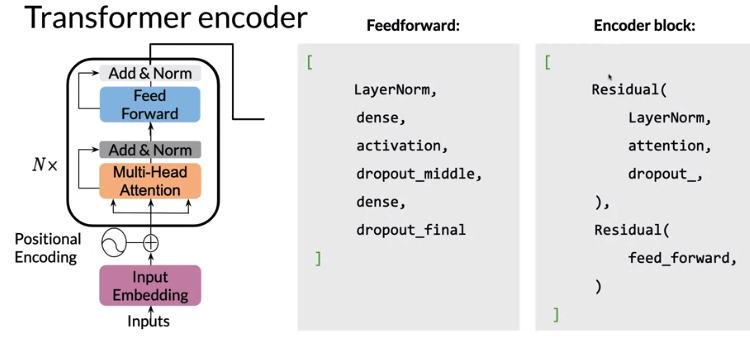 Transformer encoder
Add & Norm
Feed
Forward
Add & Norm
Multi-Head
Attention
N×
Positional
Encoding
Input
Embedding
Inputs
Feedforward:
[
LayerNorm,
dense,
activation,
dropout_middle,
dense,
dropout_final
]
Encoder block:
[
Residual(
LayerNorm,
attention,
dropout_,
),
Residual(
feed_forward,
)
]